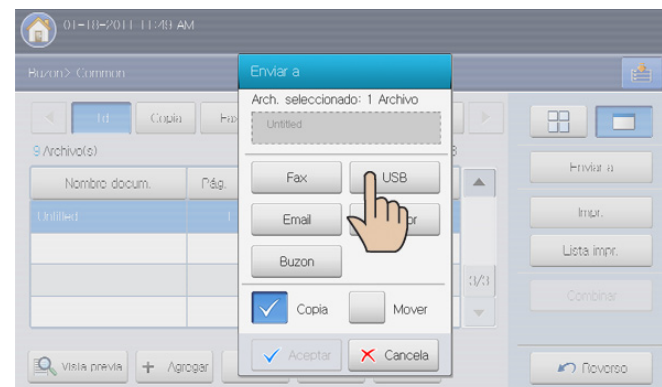 01-18-2011 11:49 AM
Buzon> Common
Enviar a
Arch. seleccionado: 1 Archivo
Untitled
Td Copia
9 Archivo(s)
Nombre docum. Pág.
Untitled 1
Fax USB
Email
Buzon
3/3
Copia Mover
Aceptar Cancela
Enviar a
Impr.
Lista impr.
Combinar
Vista previa Agregar
Reverso